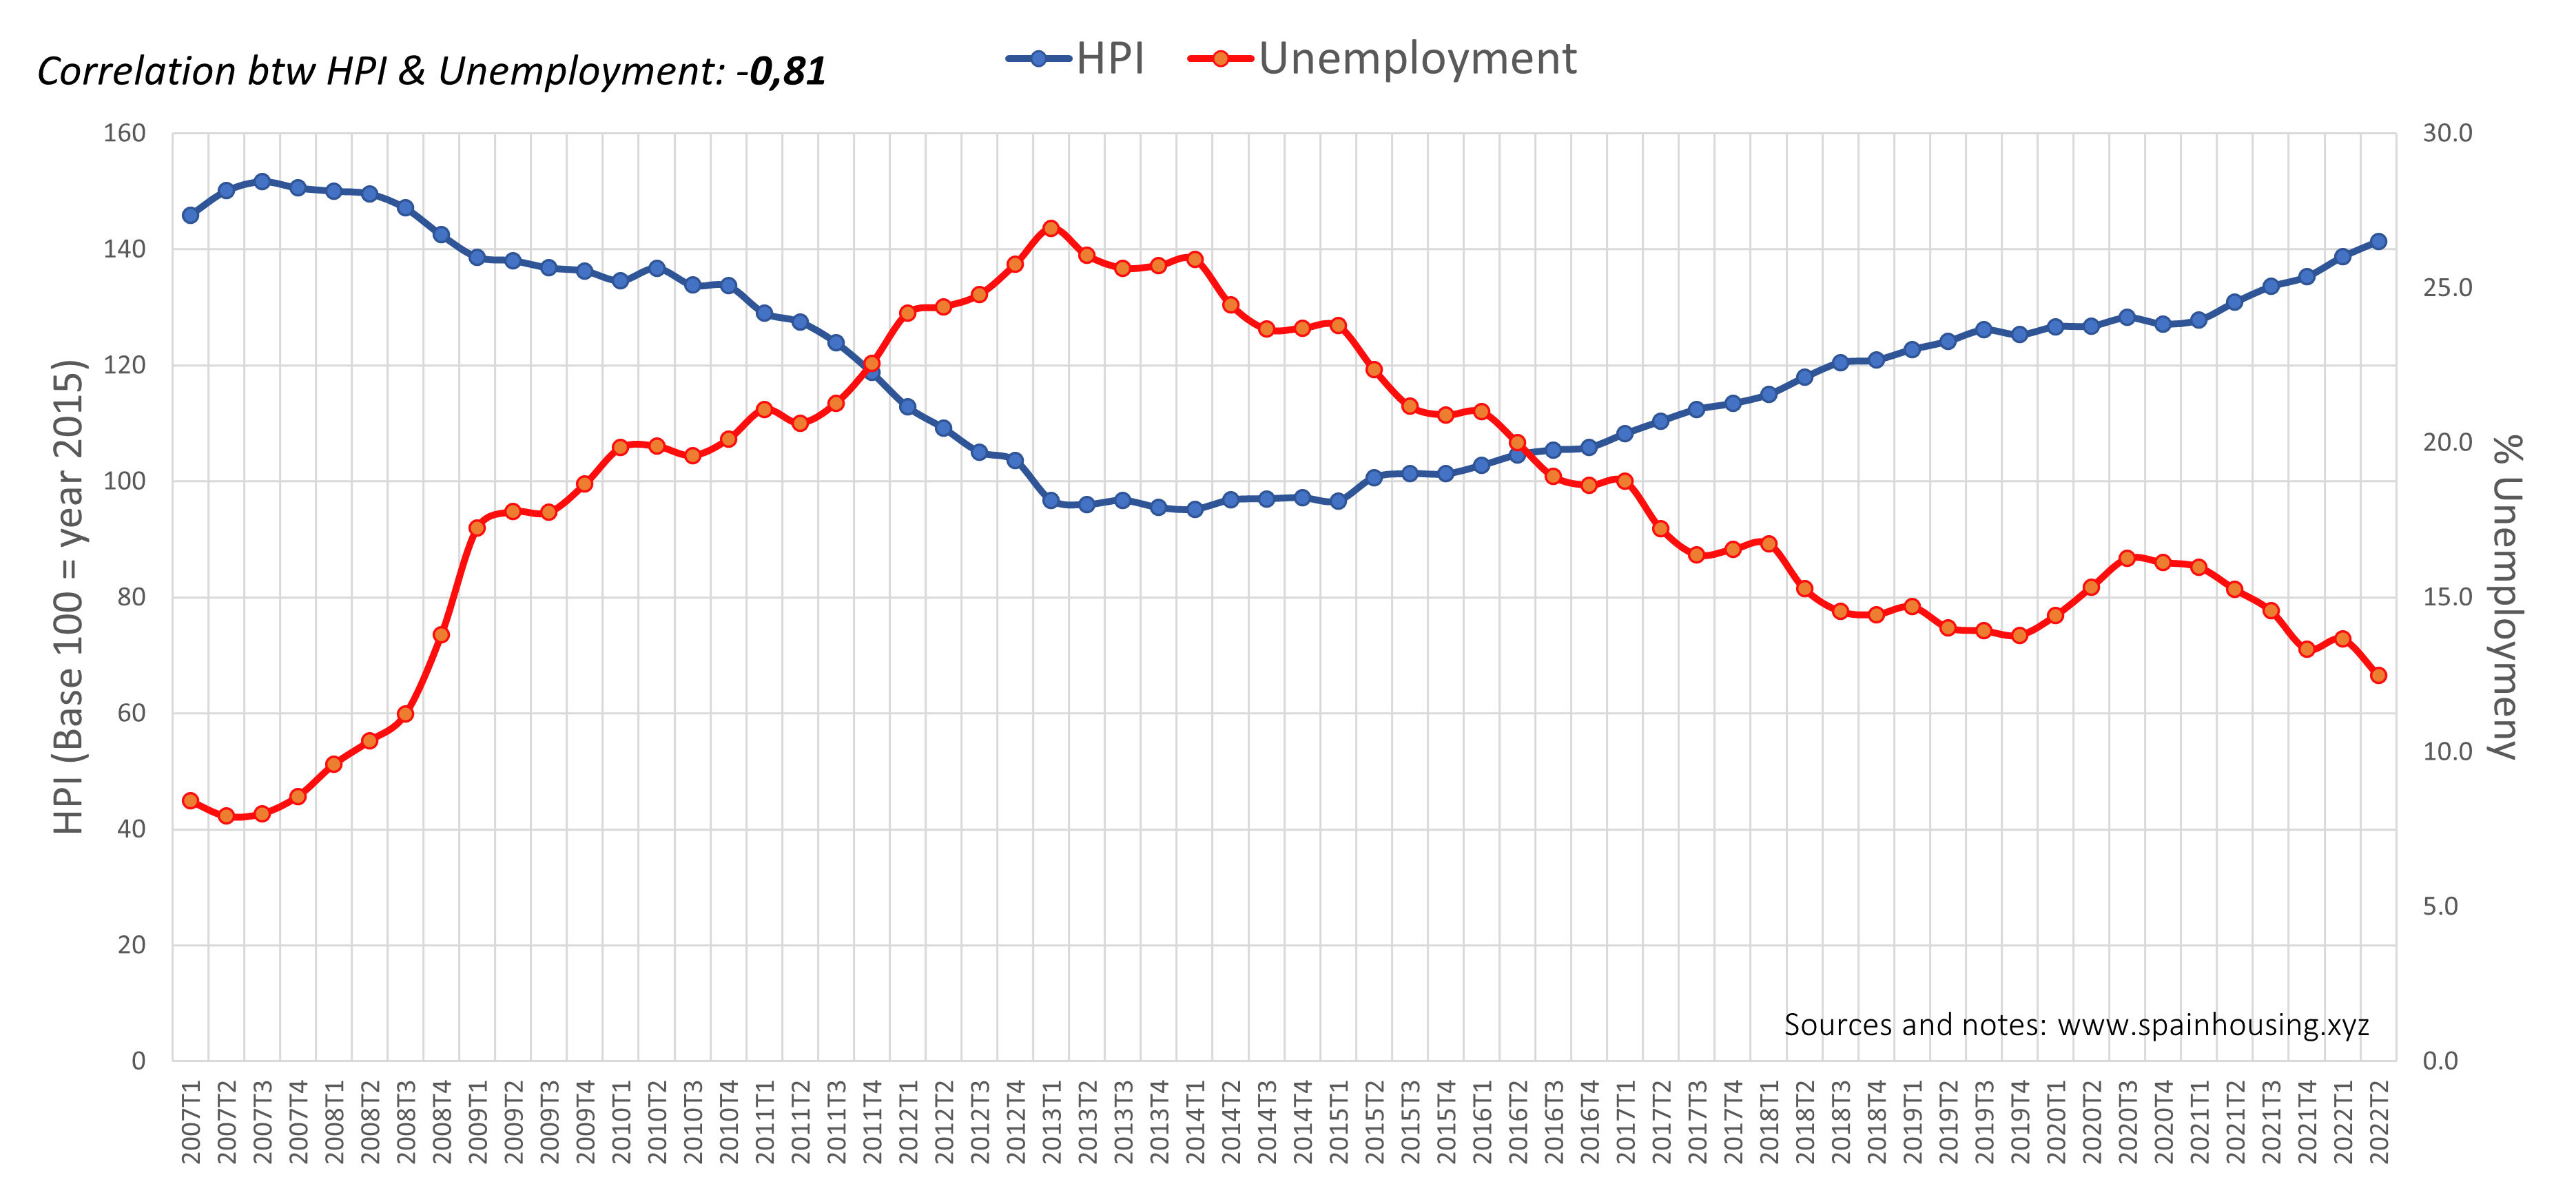 Correlation btw HPI & Unemployment: -0,81
HPI
Unemployment
160
140
120
100
80
60
40
20
0
HPI (Base 100 = year 2015)
30.0
25.0
20.0
15.0
10.0
5.0
0.0
% Unemploymeny
Sources and notes: www.spainhousing.xyz
2007T1
2007T2
2007T3
2007T4
2008T1
2008T2
2008T3
2008T4
2009T1
2009T2
2009T3
2009T4
2010T1
2010T2
2010T3
2010T4
2011T1
2011T2
2011T3
2011T4
2012T1
2012T2
2012T3
2012T4
2013T1
2013T2
2013T3
2013T4
2014T1
2014T2
2014T3
2014T4
2015T1
2015T2
2015T3
2015T4
2016T1
2016T2
2016T3
2016T4
2017T1
2017T2
2017T3
2017T4
2018T1
2018T2
2018T3
2018T4
2019T1
2019T2
2019T3
2019T4
2020T1
2020T2
2020T3
2020T4
2021T1
2021T2
2021T3
2021T4
2022T1
2022T2